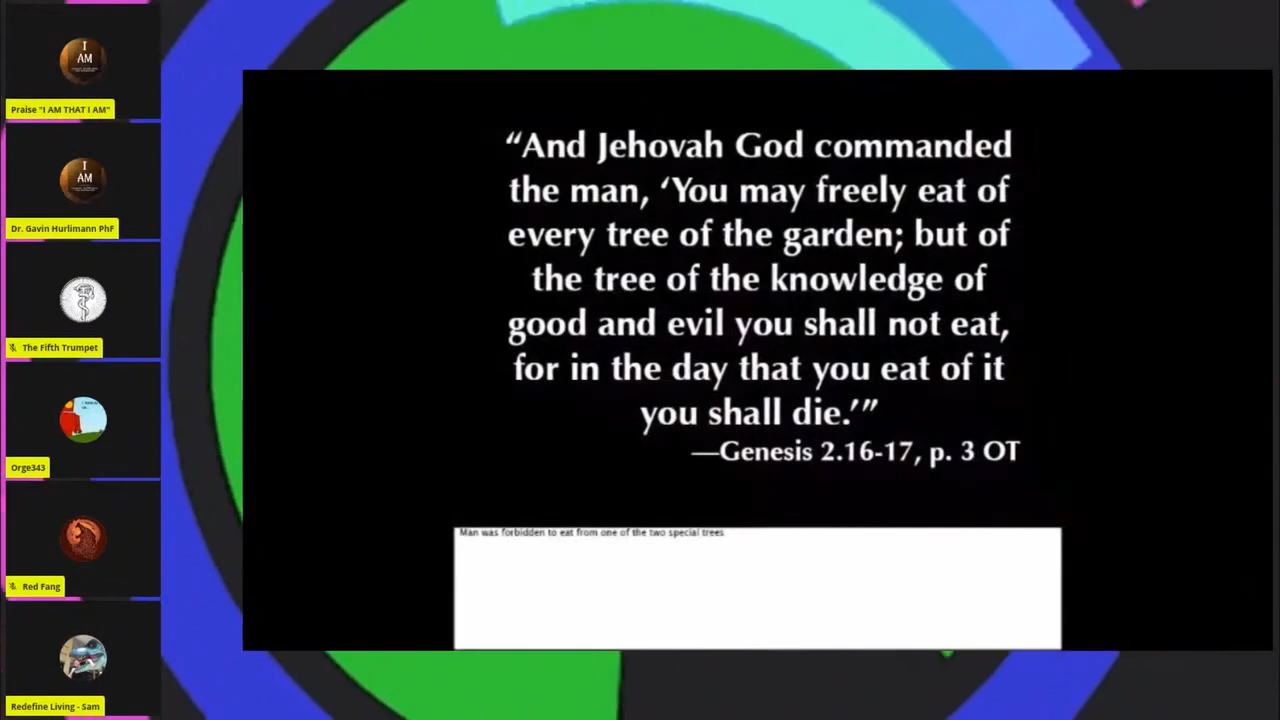 I
AM
Praise "I AM THAT I AM"
I
AM
Dr. Gavin Hurlimann PhF
The Fifth Trumpet
Orge343
Red Fang
Redefine Living - Sam
“And Jehovah God commanded
the man, ‘You may freely eat of
every tree of the garden; but of
the tree of the knowledge of
good and evil you shall not eat,
for in the day that you eat of it
you shall die.’”
—Genesis 2.16-17, p. 3 OT
Man was forbidden to eat from one of the two special trees